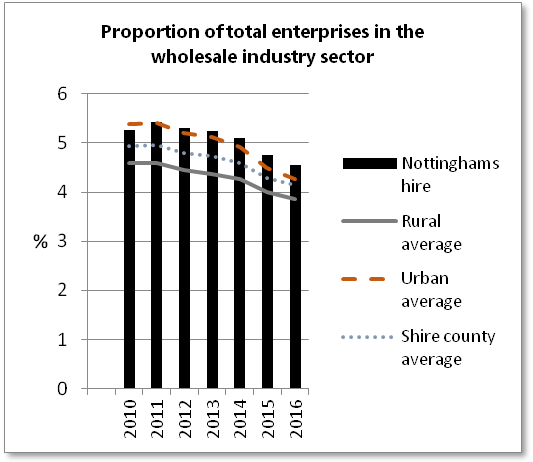 Proportion of total enterprises in the
wholesale industry sector
6
5
4
% 3
2
1
0
2010 2011 2012 2013 2014 2015 2016
Nottinghams
hire
Rural
average
Urban
average
Shire county
average